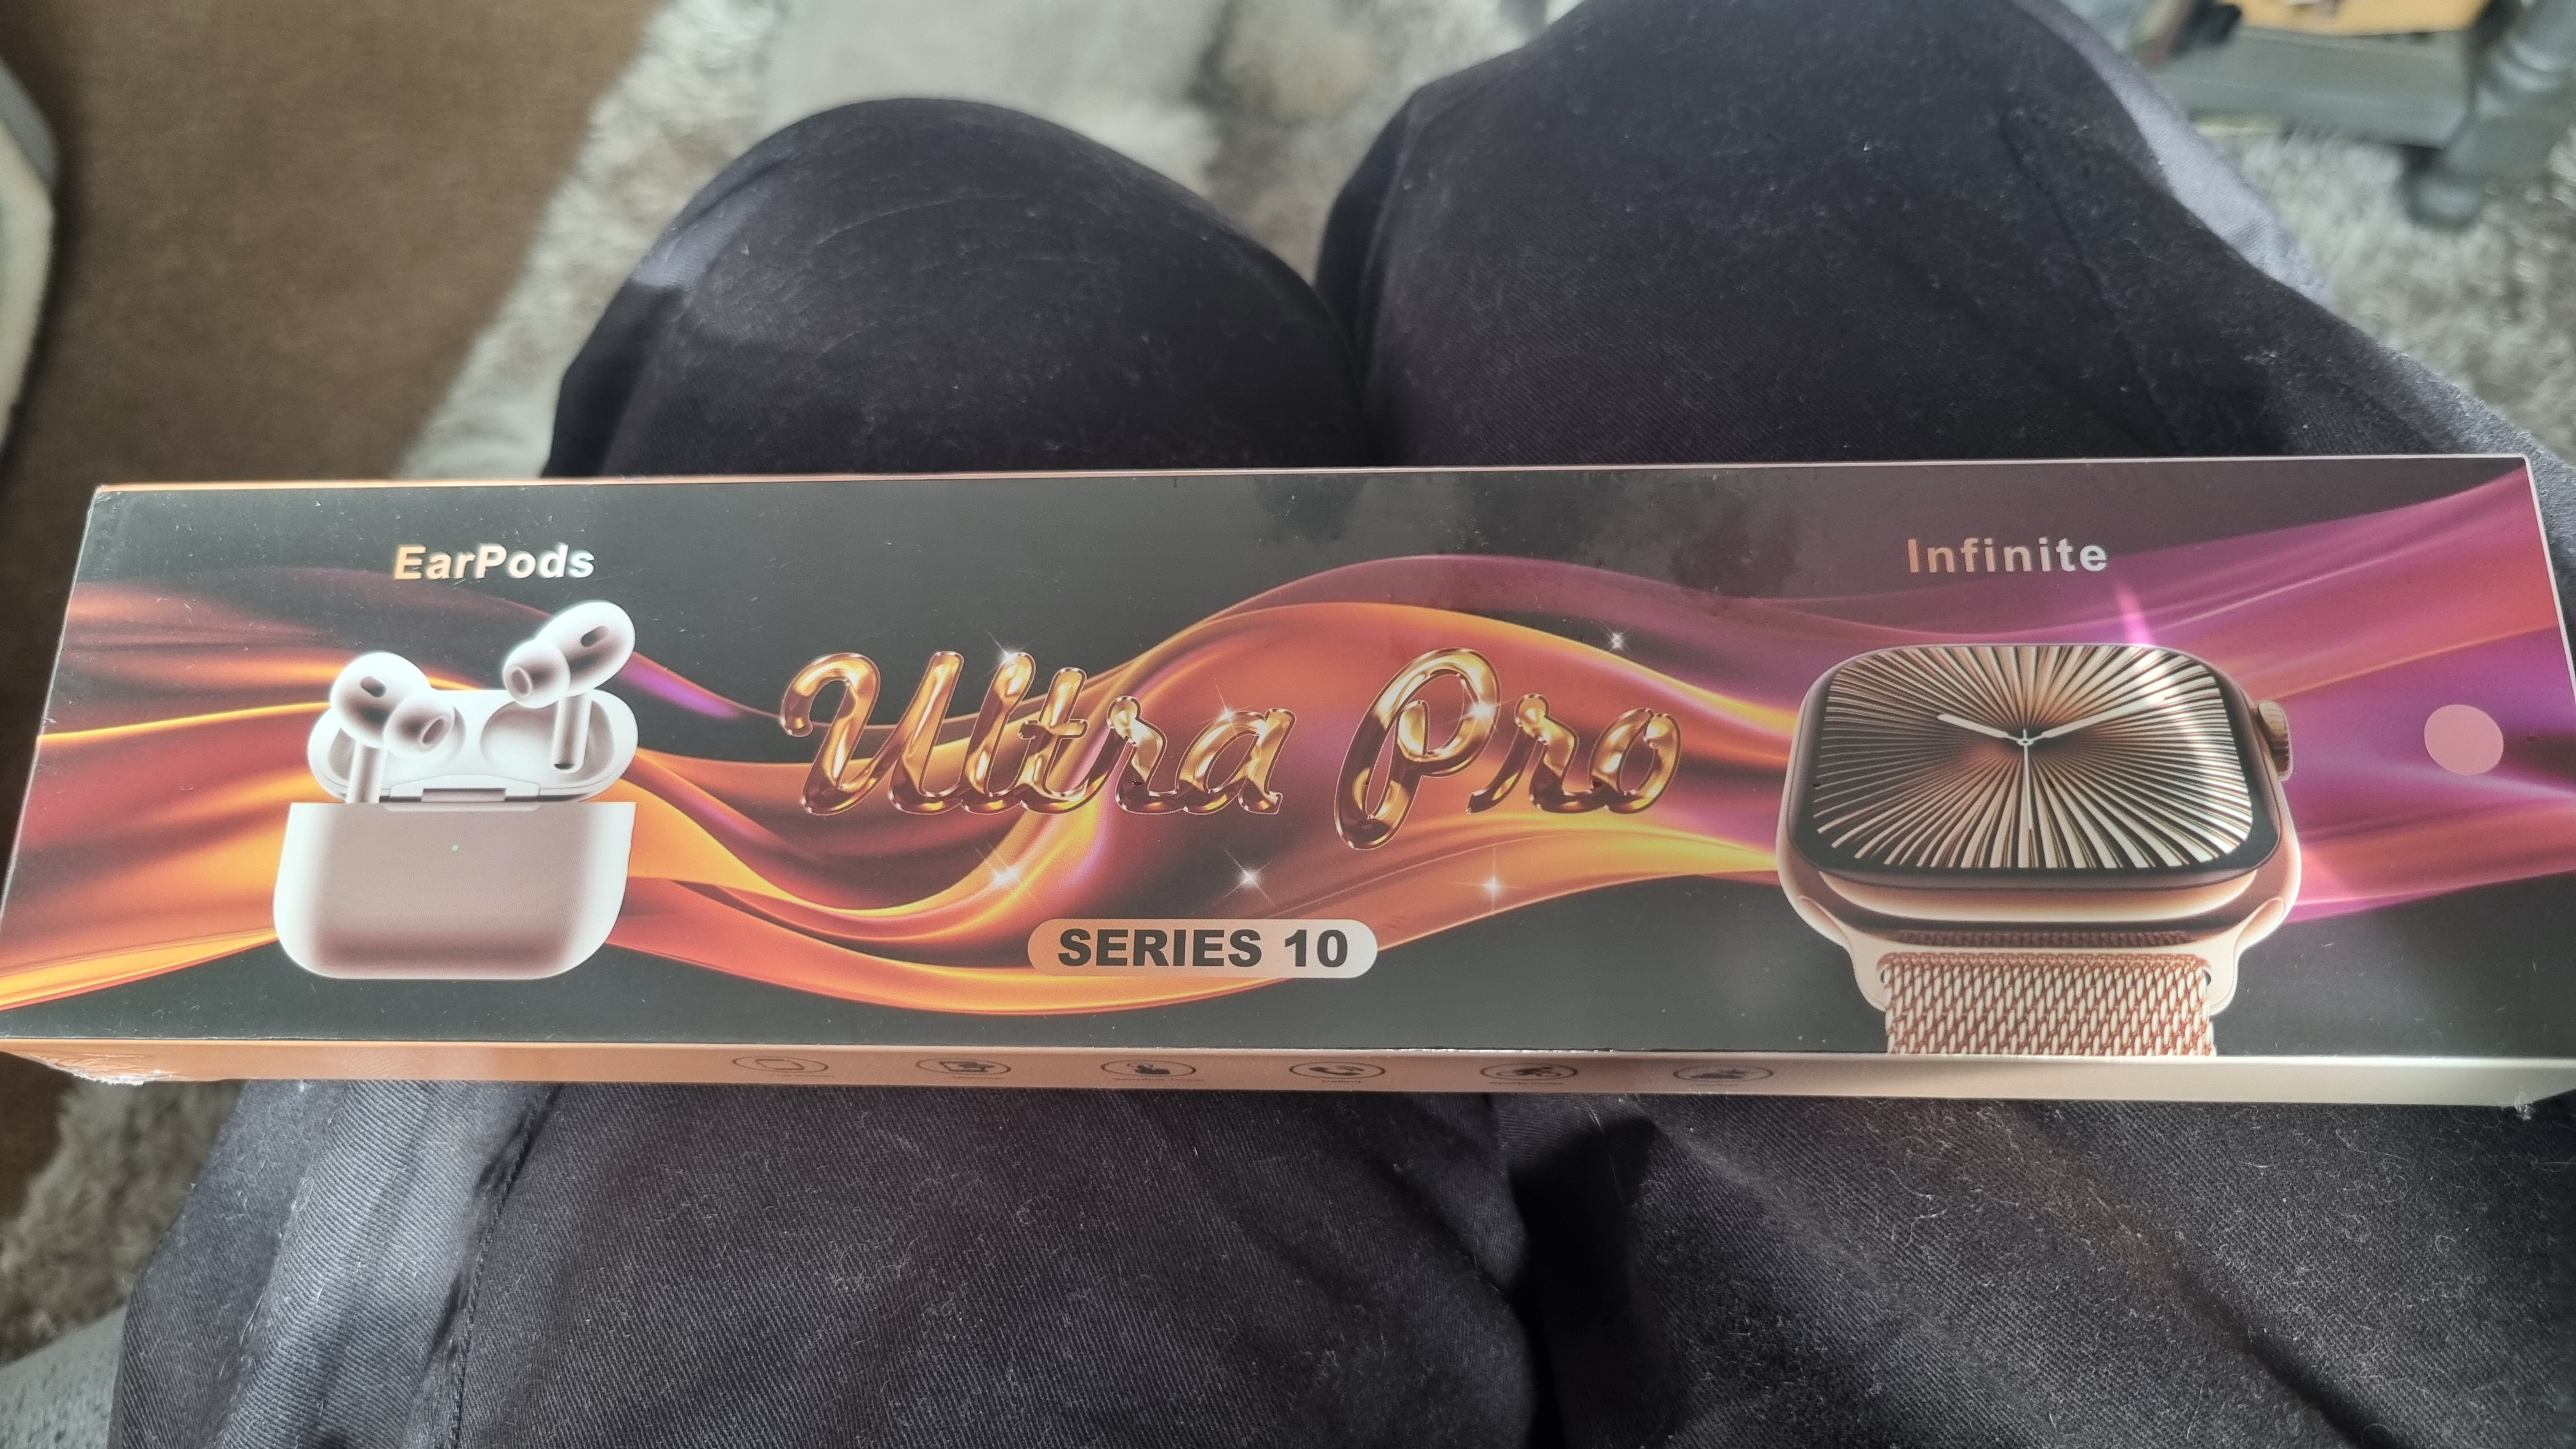 EarPods
Infinite
Ultra Pro
SERIES 10